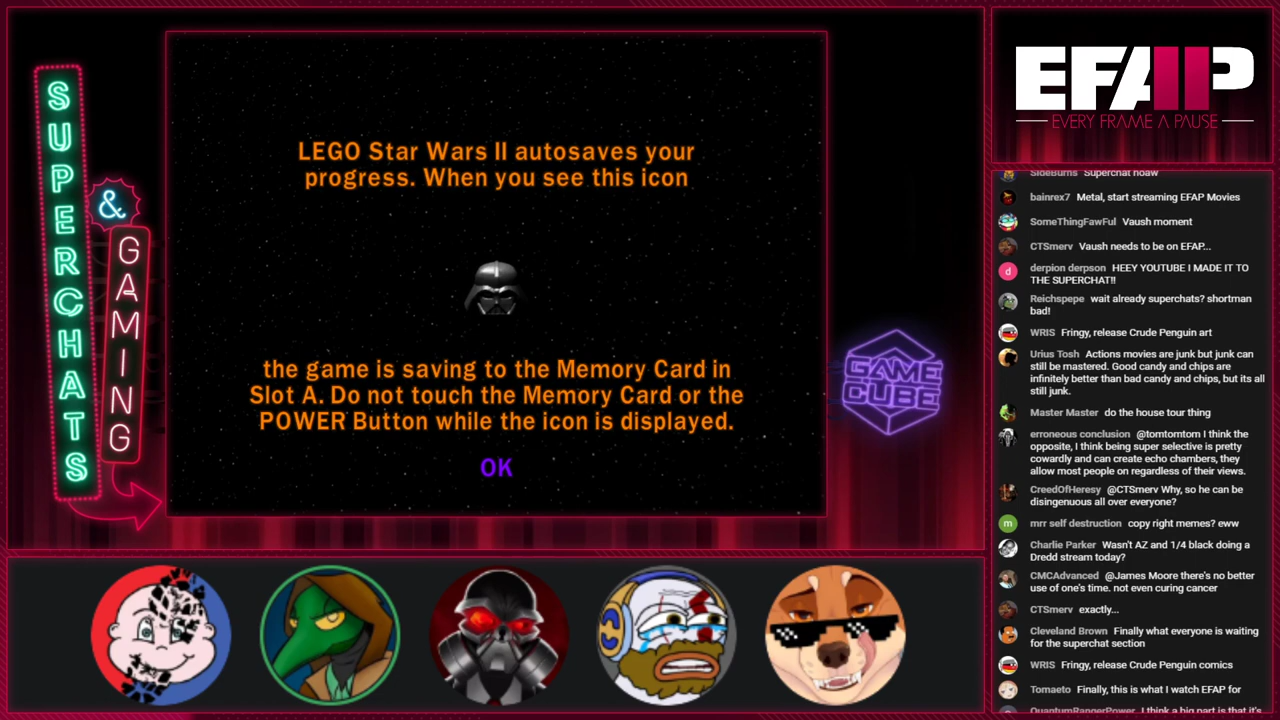 SUPERCHATS
&
GAMING
LEGO Star Wars II autosaves your
progress. When you see this icon
the game is saving to the Memory Card in
Slot A. Do not touch the Memory Card or the
POWER Button while the icon is displayed.
OK
GAME
CUBE
EFAP
EVERY FRAME A PAUSE
SideBurns Superchat noaw
bainrex7 Metal, start streaming EFAP Movies
SomeThingFawFul Vaush moment
CTSmerv Vaush needs to be on EFAP...
d
derpion derpson HEEY YOUTUBE I MADE IT TO
THE SUPERCHAT!!
Reichspepe wait already superchats? shortman
bad!
WRIS Fringy, release Crude Penguin art
Urius Tosh Actions movies are junk but junk can
still be mastered. Good candy and chips are
infinitely better than bad candy and chips, but its all
still junk.
Master Master do the house tour thing
erroneous conclusion @tomtomtom I think the
opposite, I think being super selective is pretty
cowardly and can create echo chambers, they
allow most people on regardless of their views.
CreedOfHeresy @CTSmerv Why, so he can be
disingenuous all over everyone?
m
mrr self destruction copy right memes? eww
Charlie Parker Wasn't AZ and 1/4 black doing a
Dredd stream today?
CMCAdvanced @James Moore there's no better
use of one's time. not even curing cancer
CTSmerv exactly...
Cleveland Brown Finally what everyone is waiting
for the superchat section
WRIS Fringy, release Crude Penguin comics
Tomaeto Finally, this is what I watch EFAP for
QuantumRangerPower I think a big part is that it's